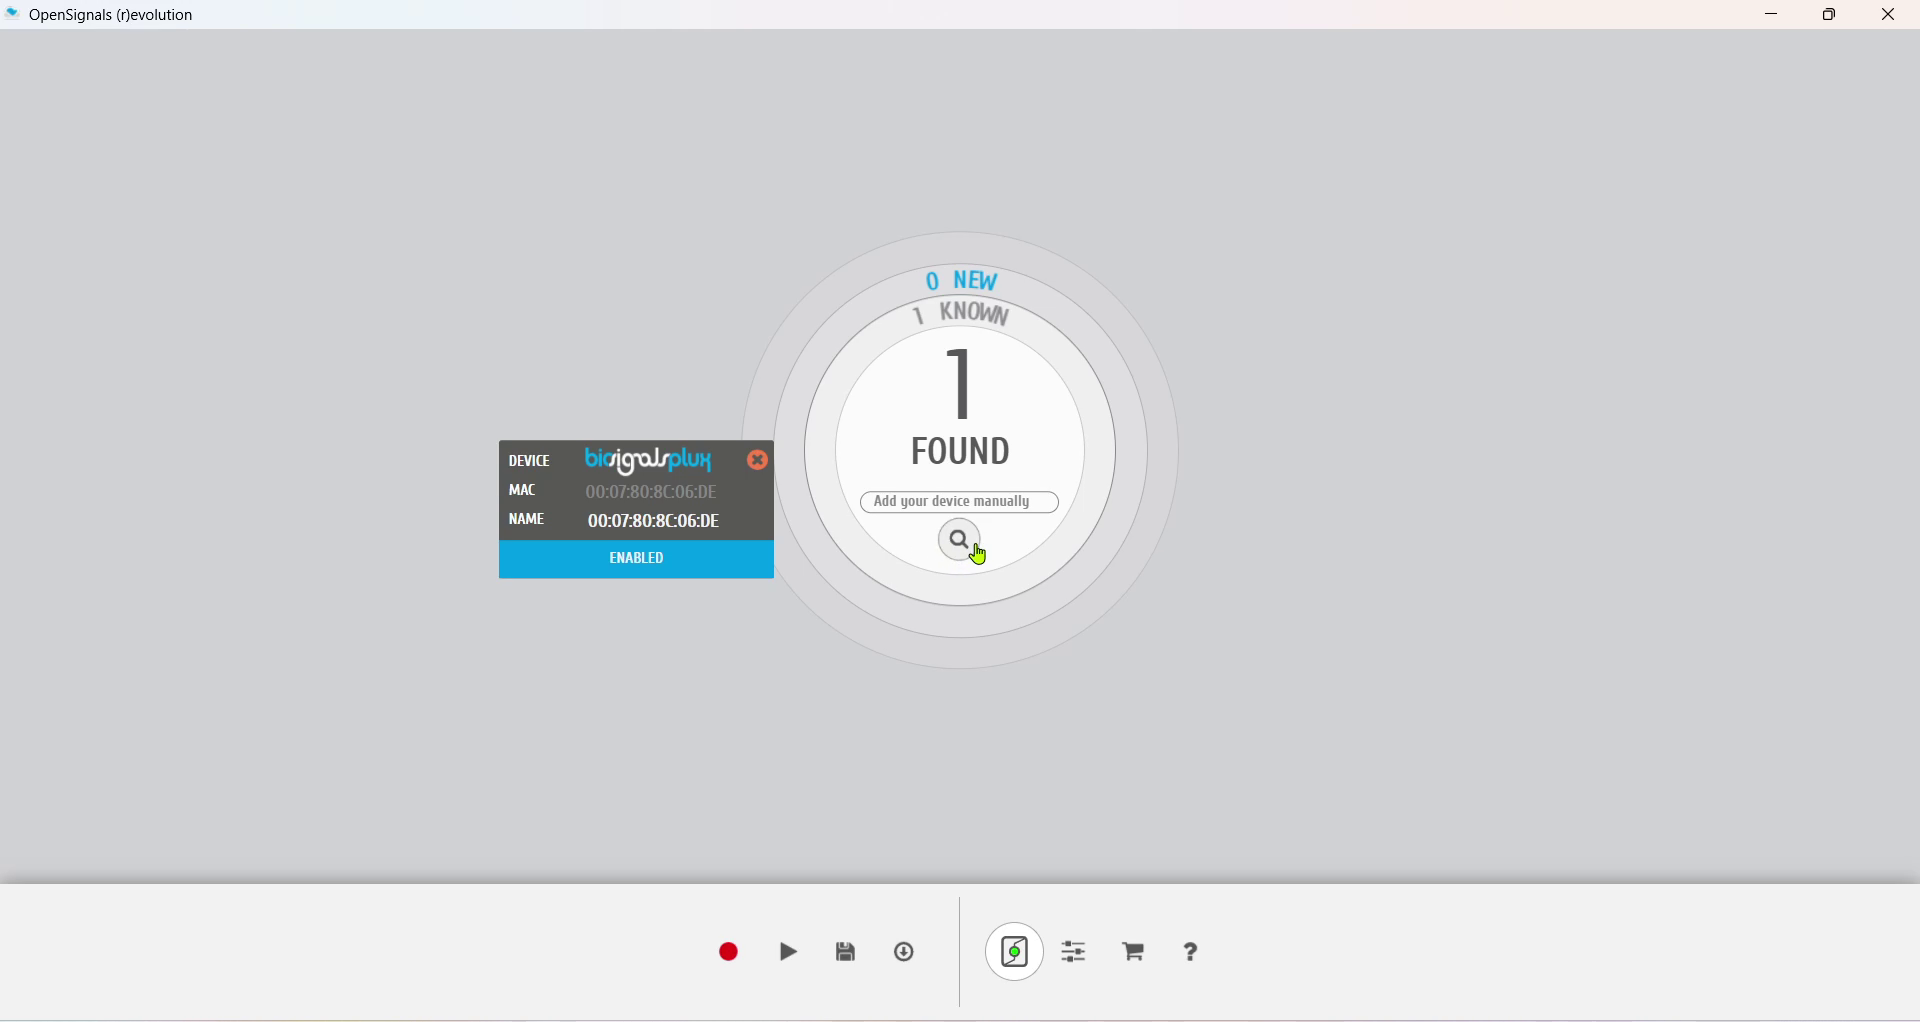 OpenSignals (r)evolution
0 NEW
1 KNOWN
1
FOUND
Add your device manually
DEVICE biosignalsplux
MAC 00:07:80:8C:06:DE
NAME 00:07:80:8C:06:DE
ENABLED
?